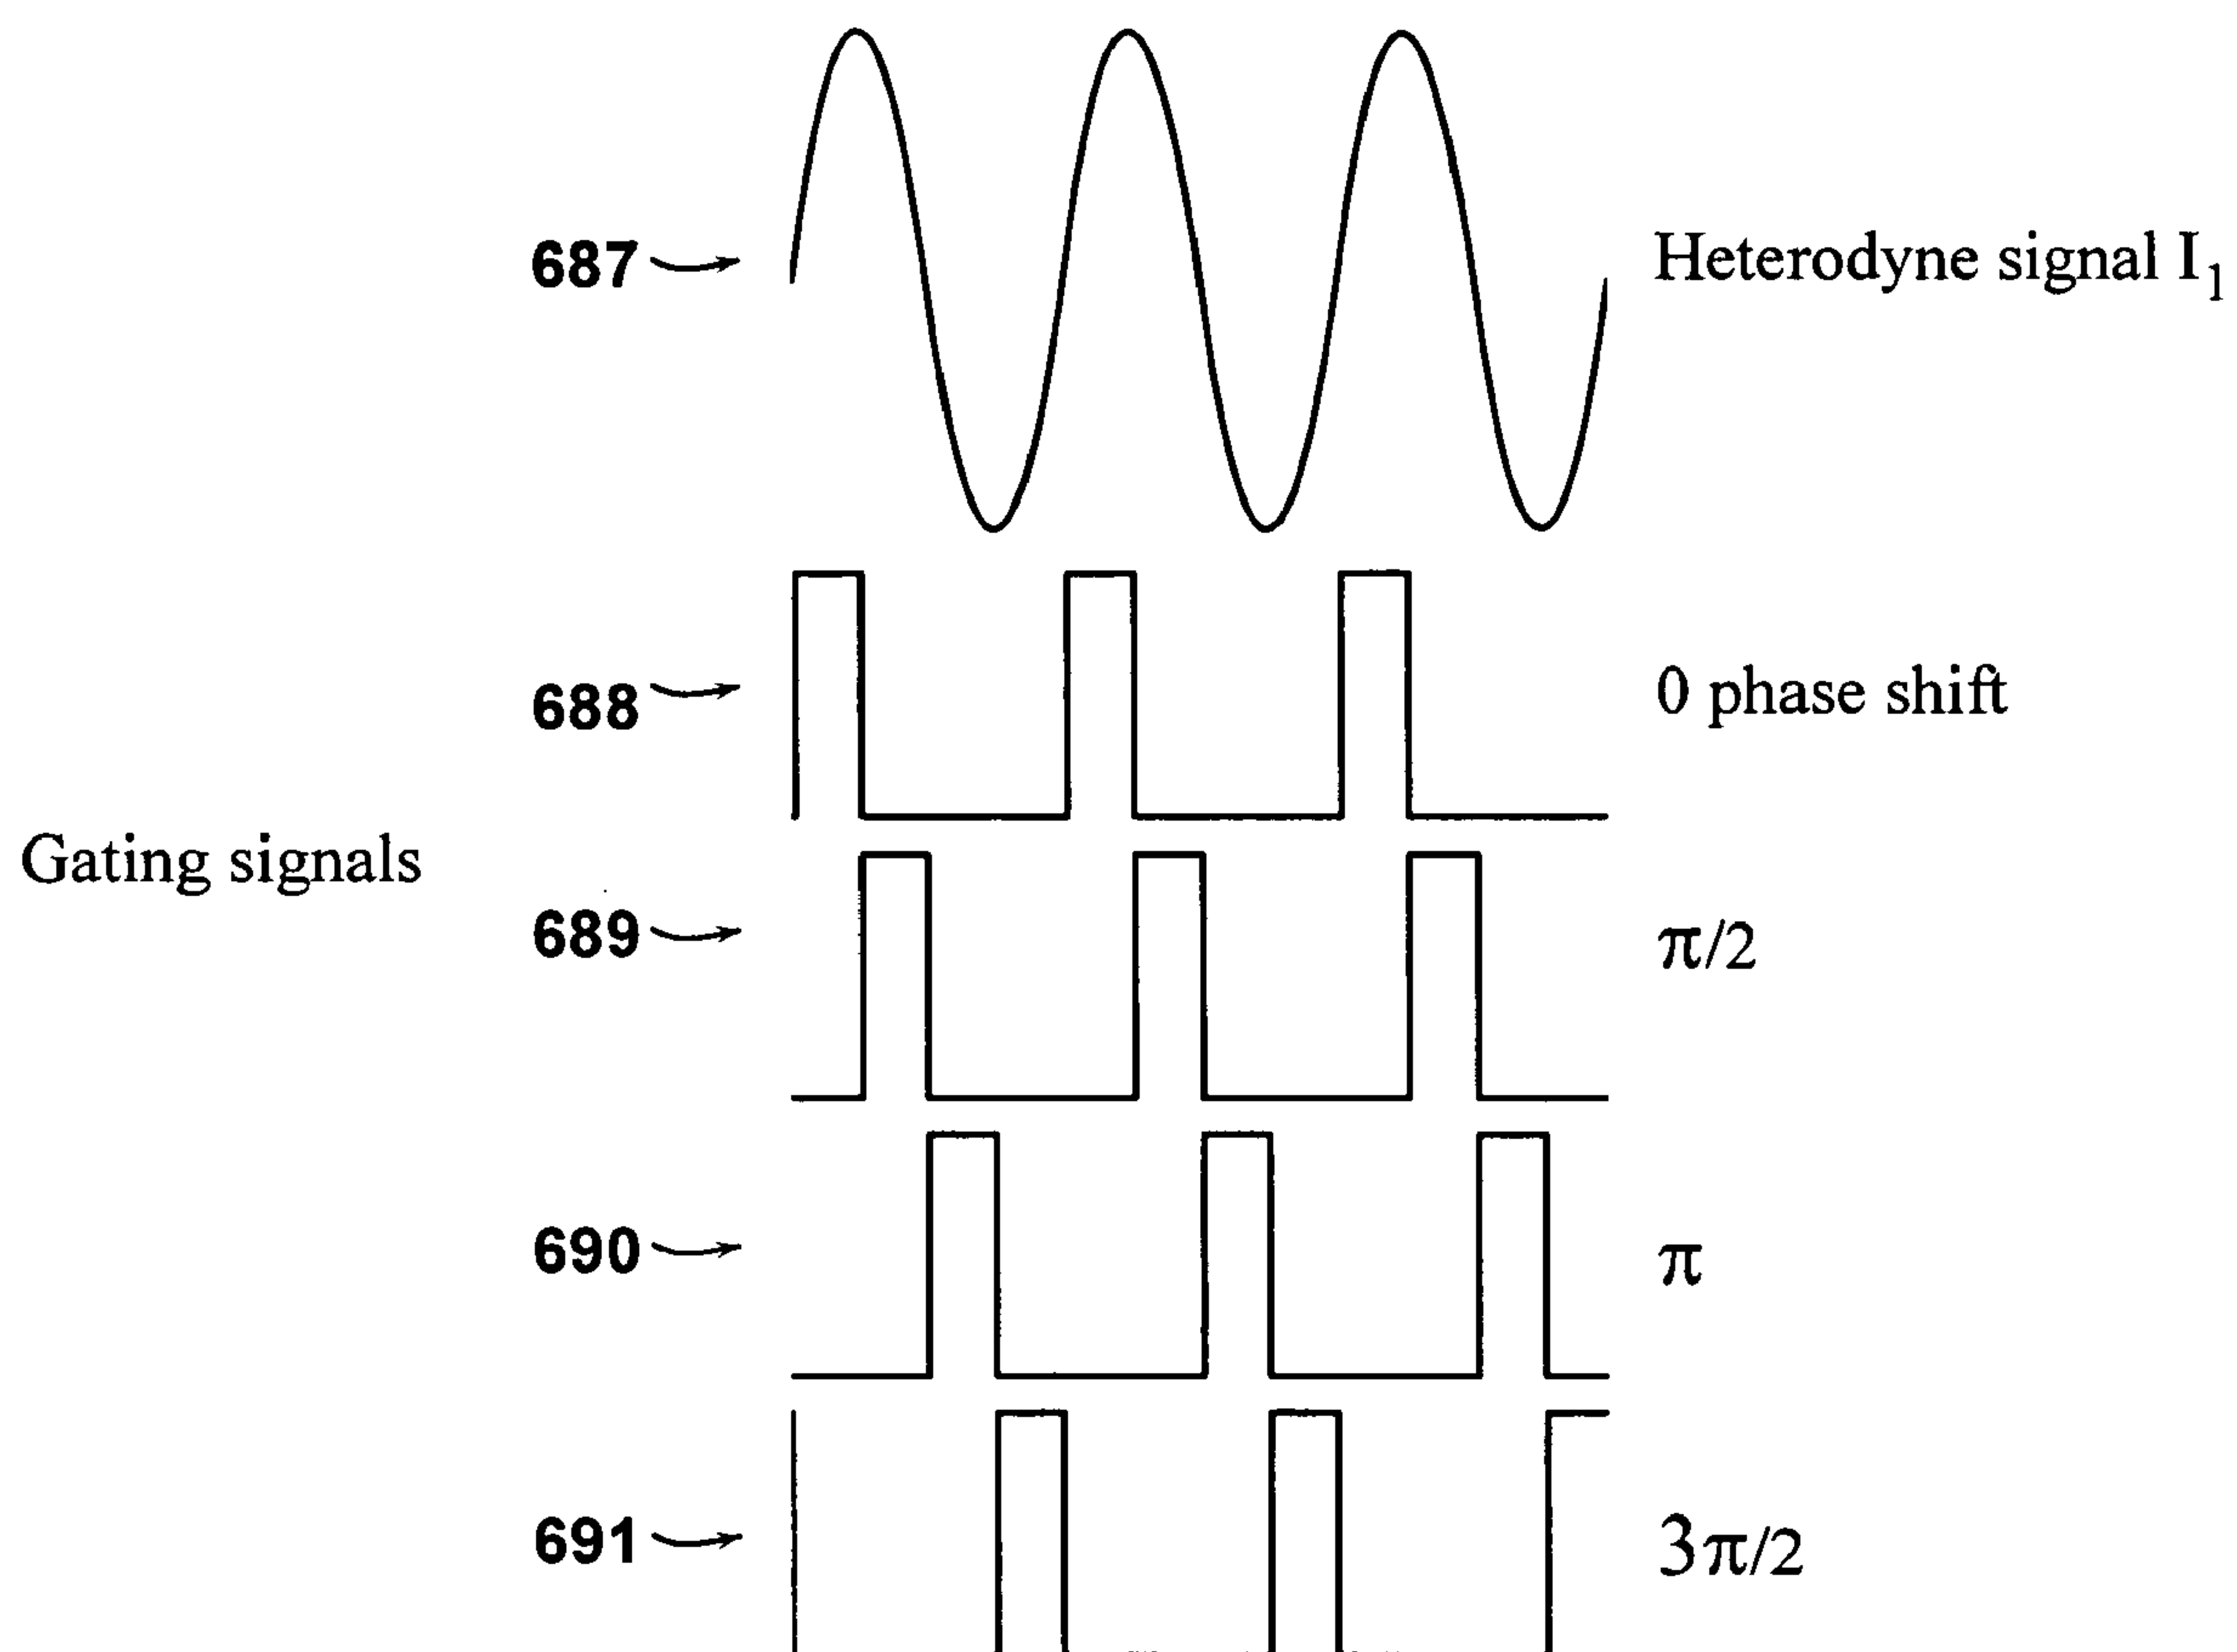 687
Heterodyne signal I₁
688
0 phase shift
Gating signals
689
π/2
690
π
691
3π/2